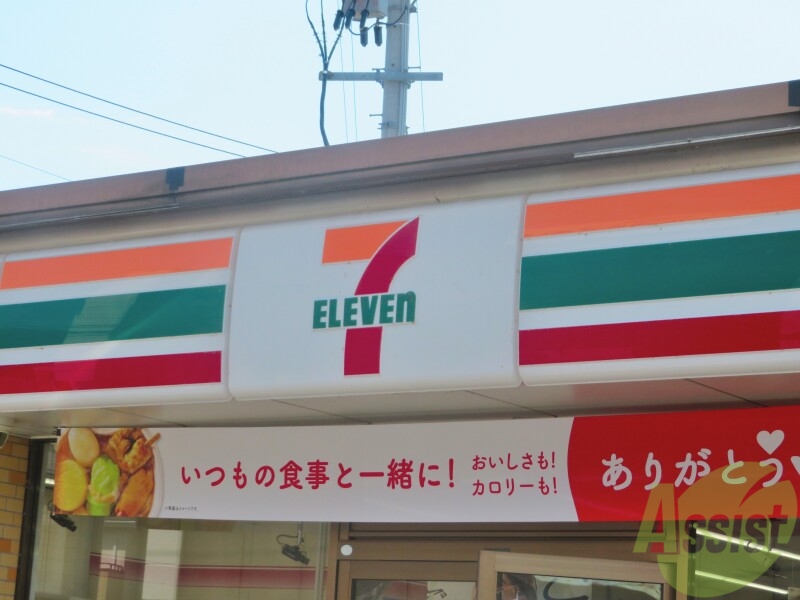 7
ELEVEn
いつもの食事と一緒に!
おいしさも!
カロリーも!
ありがとう
Assist